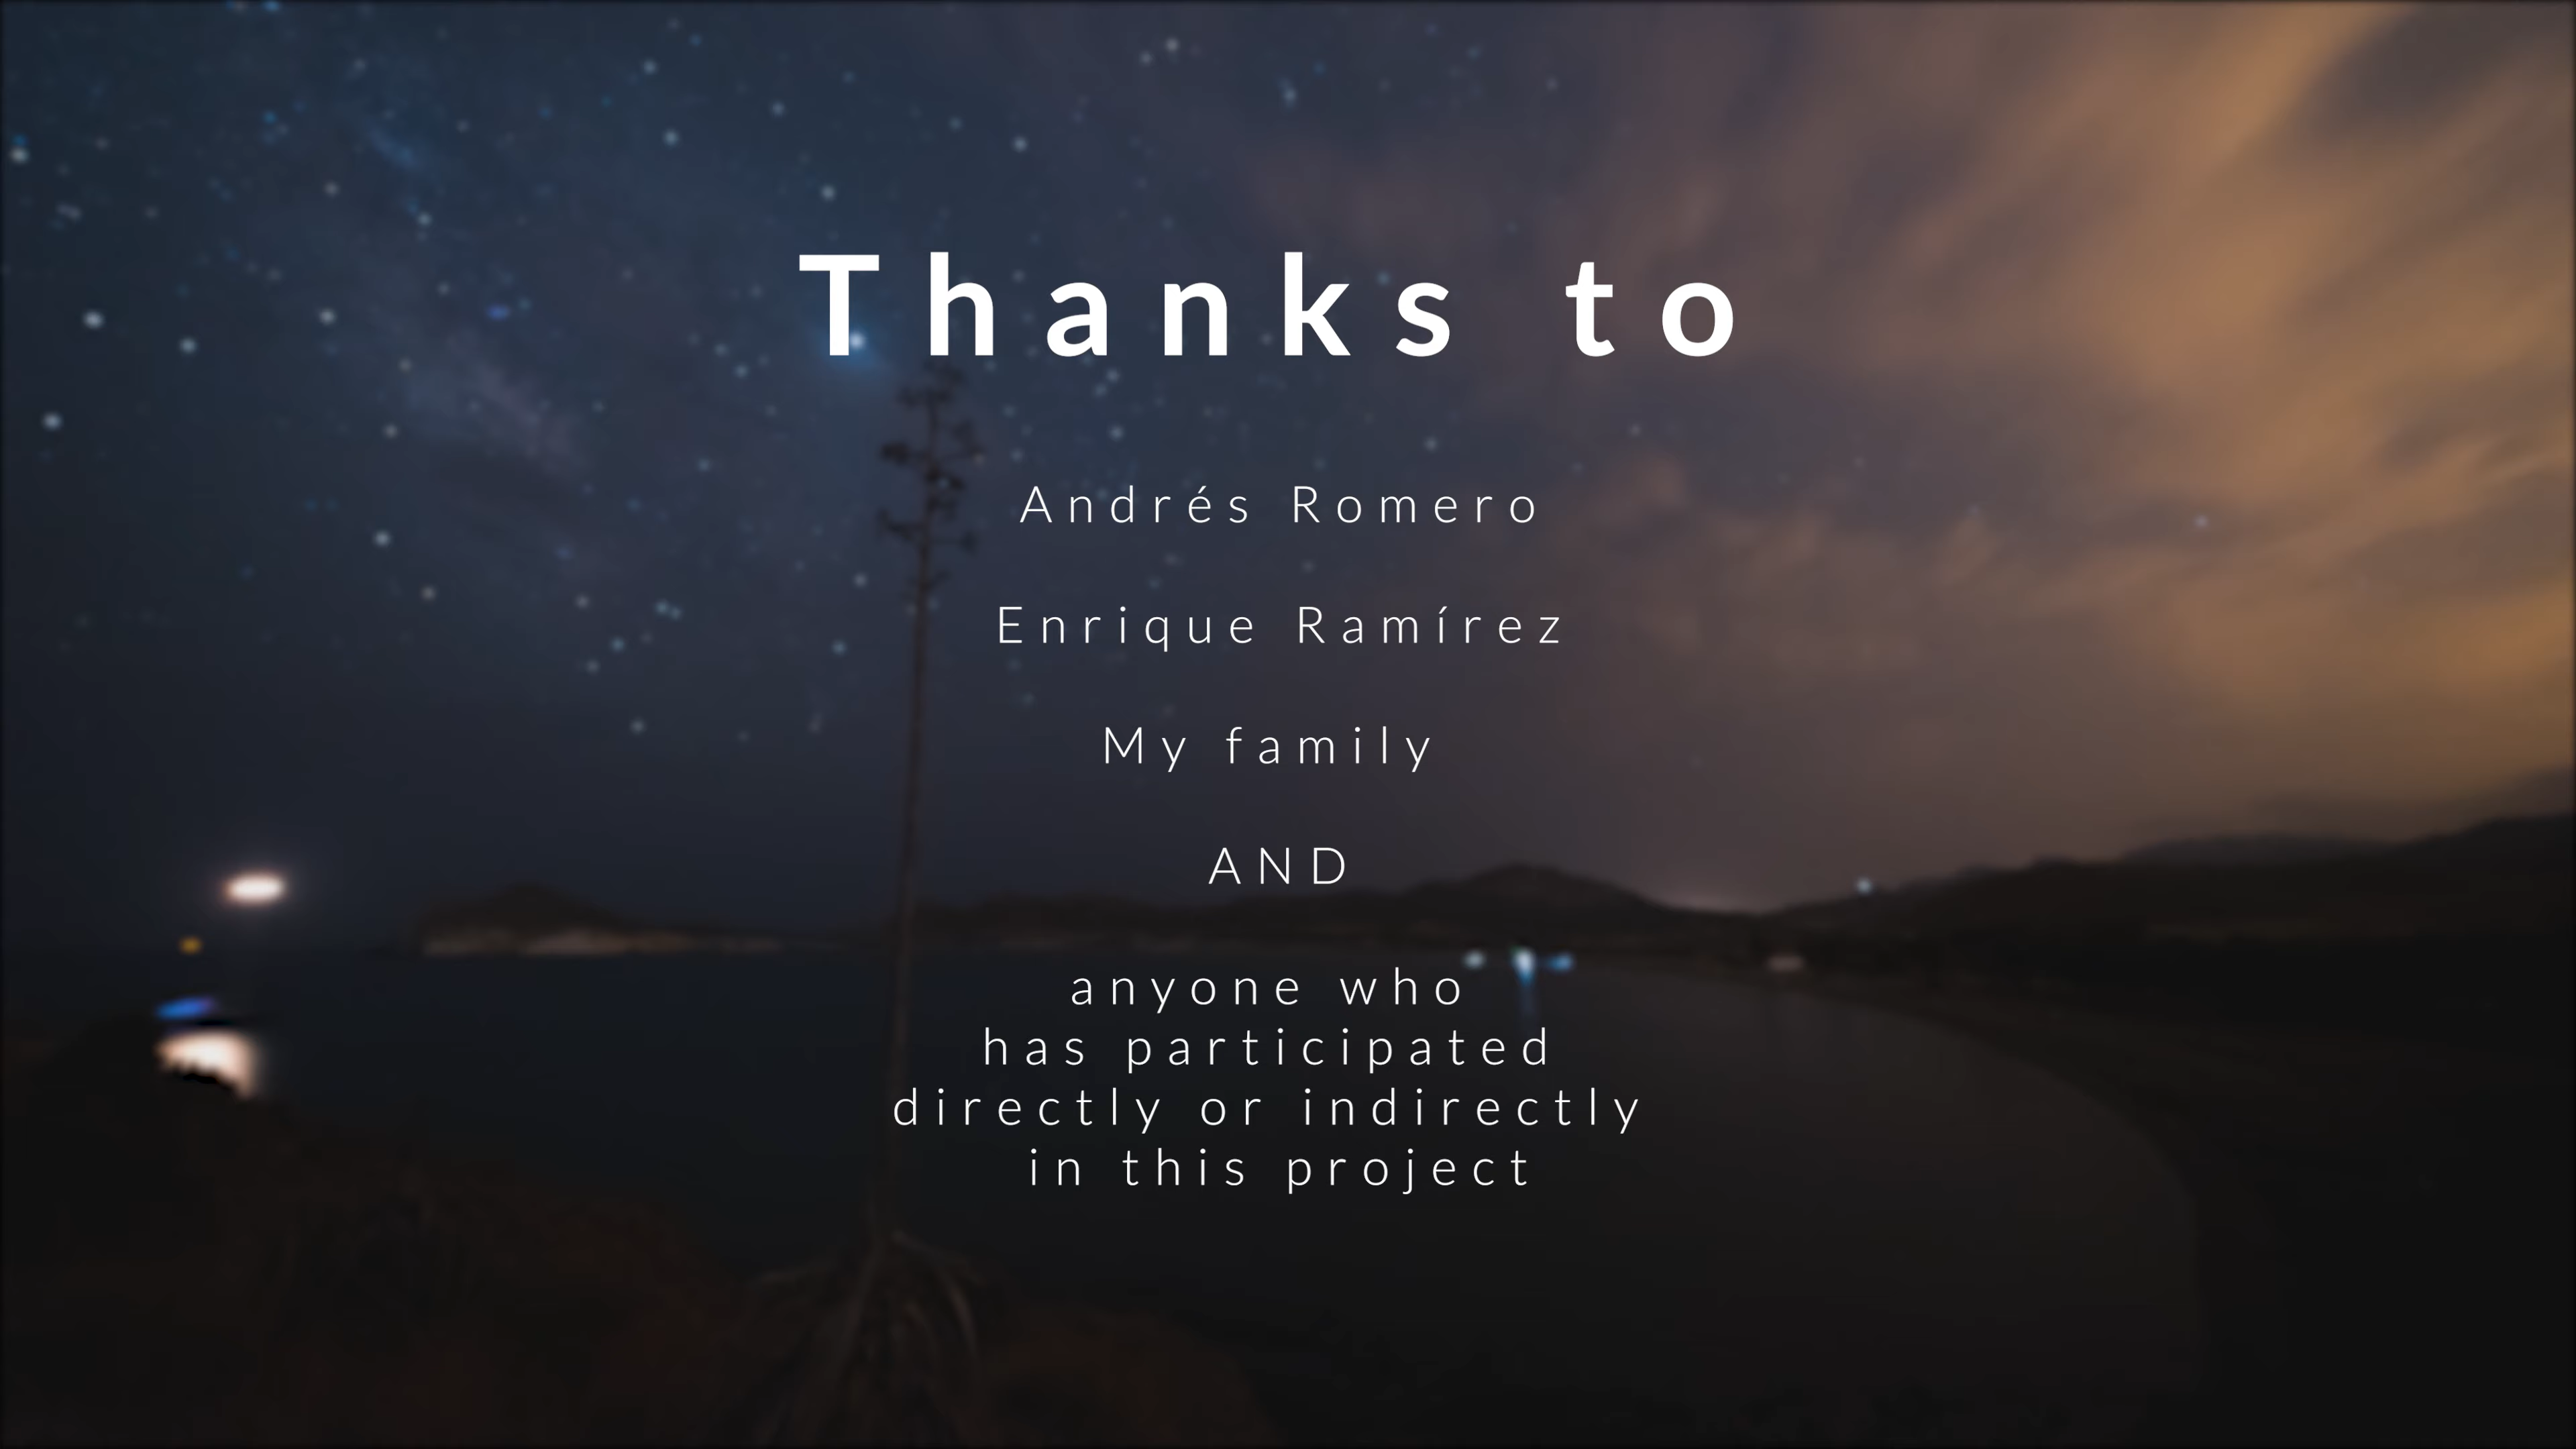 Thanks to
Andrés Romero
Enrique Ramírez
My family
AND
anyone who
has participated
directly or indirectly
in this project